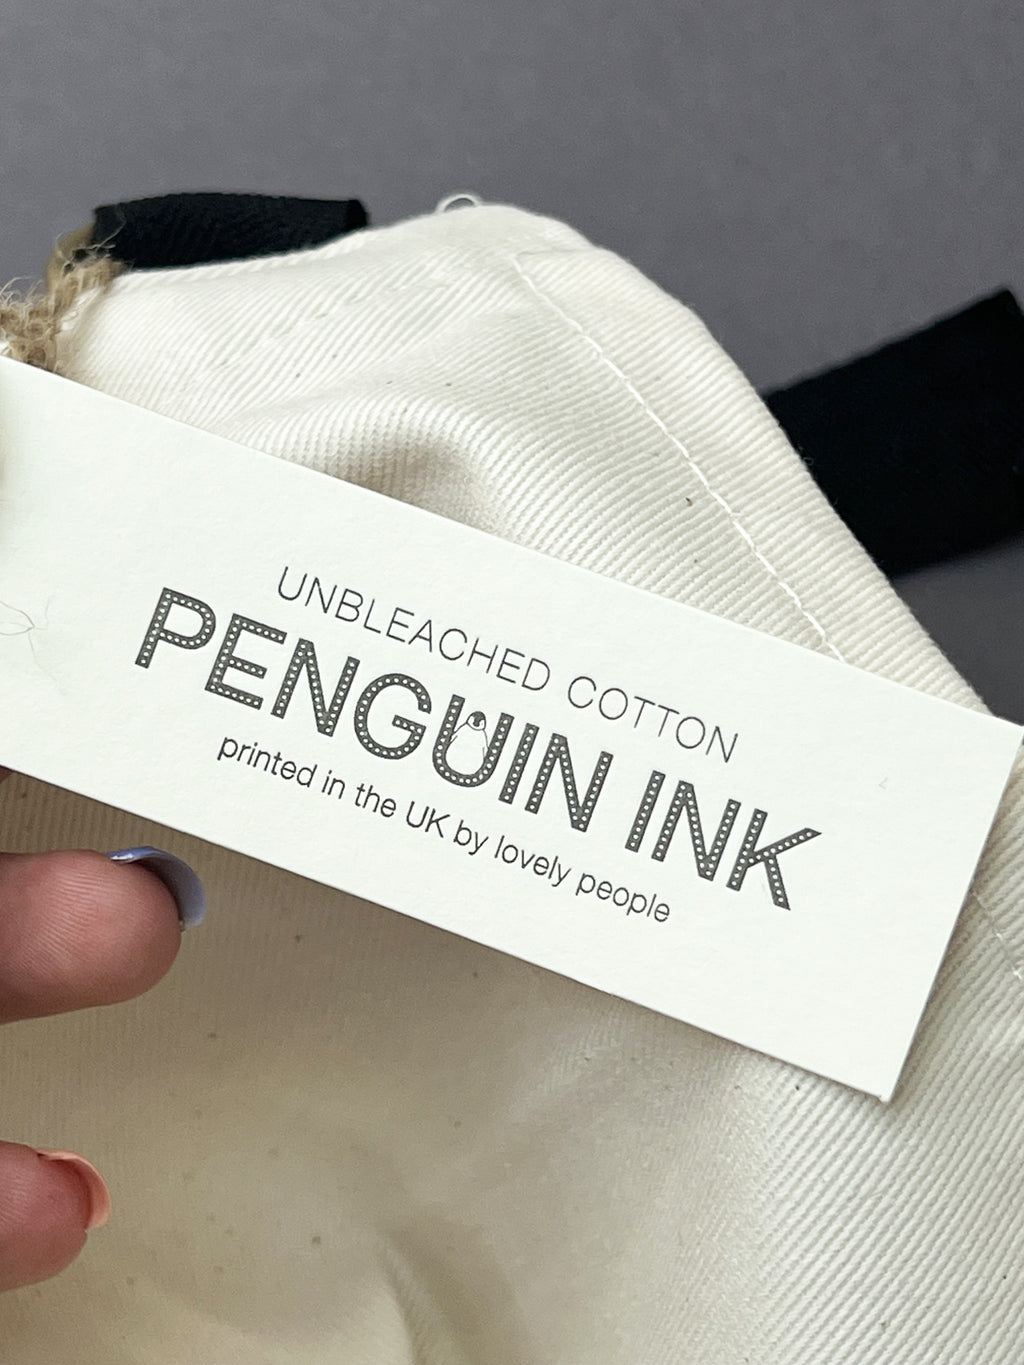 UNBLEACHED COTTON
PENGUIN INK
printed in the UK by lovely people